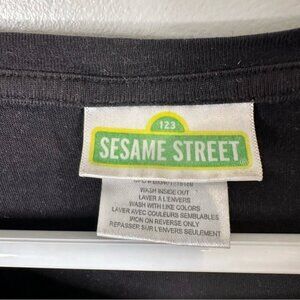 123
SESAME STREET
WASH INSIDE OUT
LAVER À L'ENVERS
WASH WITH LIKE COLORS
LAVER AVEC COULEURS SEMBLABLES
IRON ON REVERSE ONLY
REPASSER SUR L'ENVERS SEULEMENT